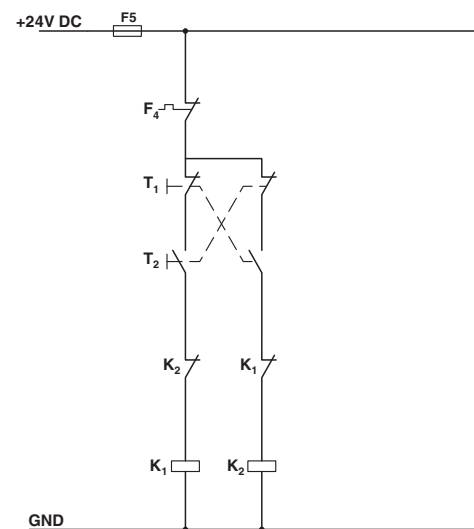 +24V DC
F5
F₄
T₁
T₂
K₂ K₁
K₁ K₂
GND